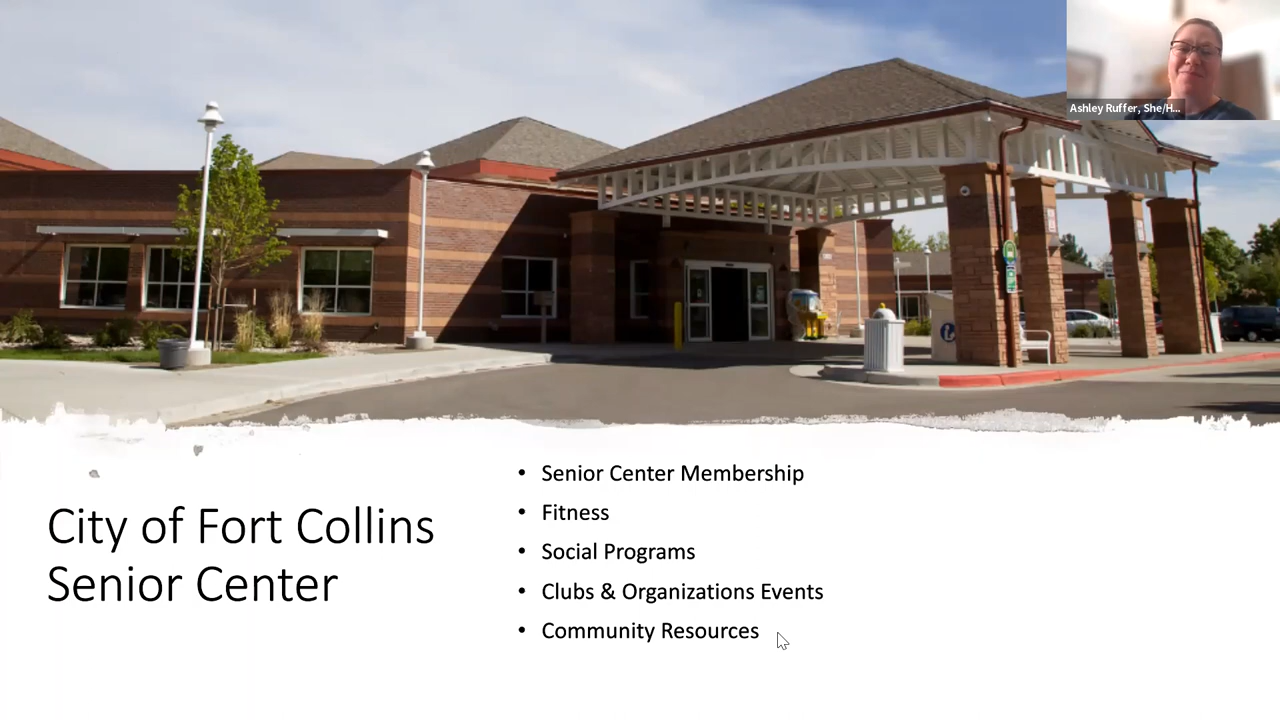 Ashley Ruffer, She/H...
City of Fort Collins
Senior Center
• Senior Center Membership
• Fitness
• Social Programs
• Clubs & Organizations Events
• Community Resources